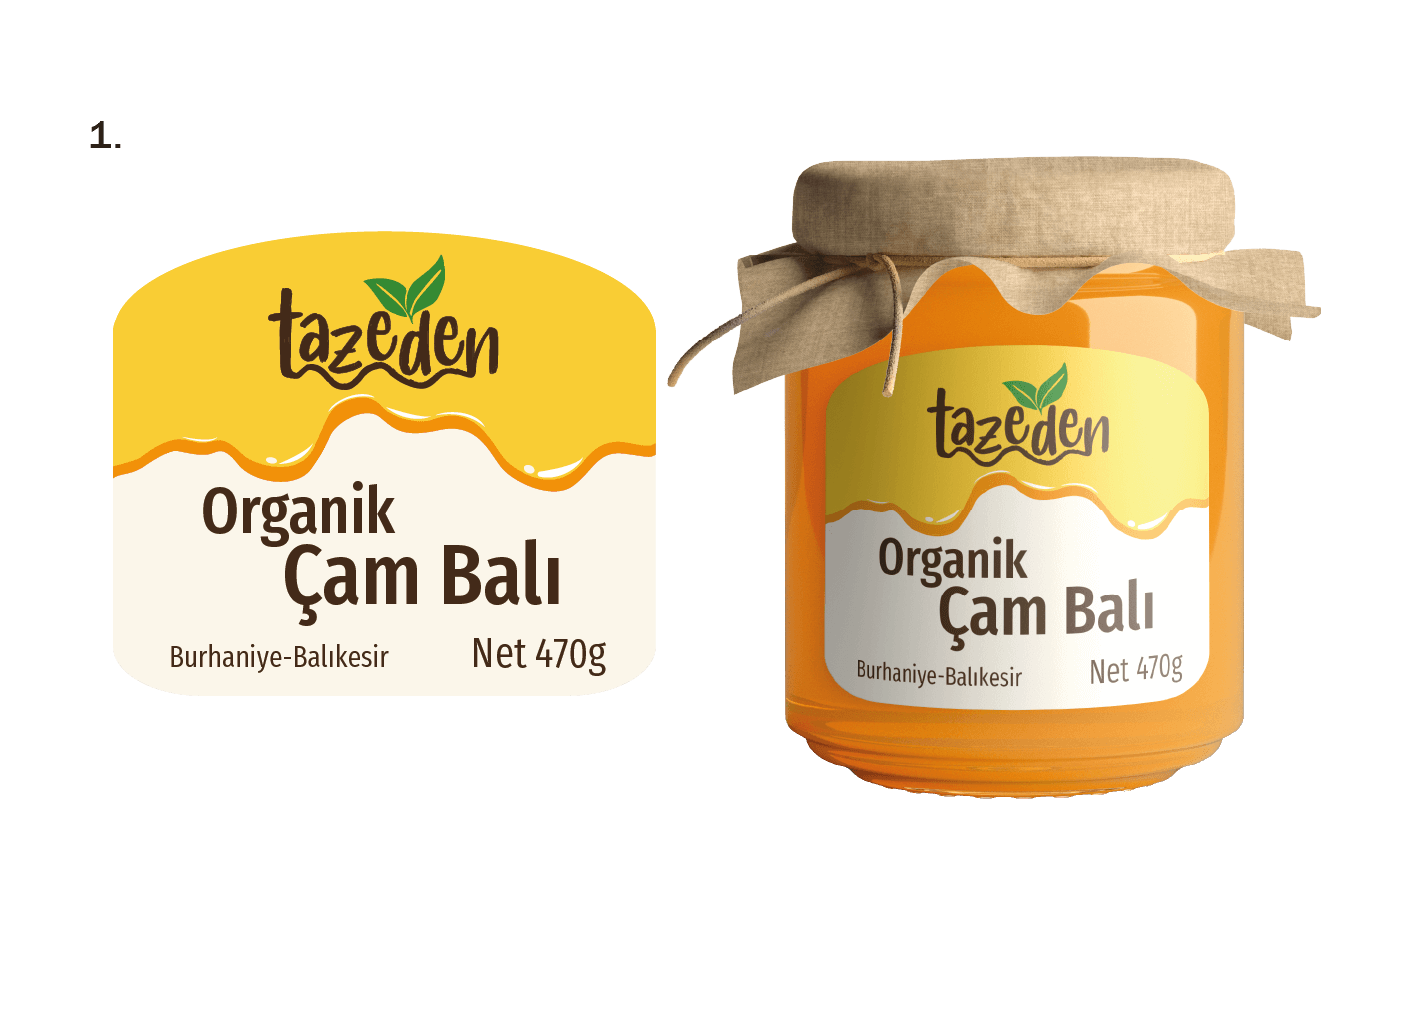 1.
tazeden
Organik
Çam Balı
Burhaniye-Balıkesir
Net 470g
tazeden
Organik
Çam Balı
Burhaniye-Balıkesir
Net 470g